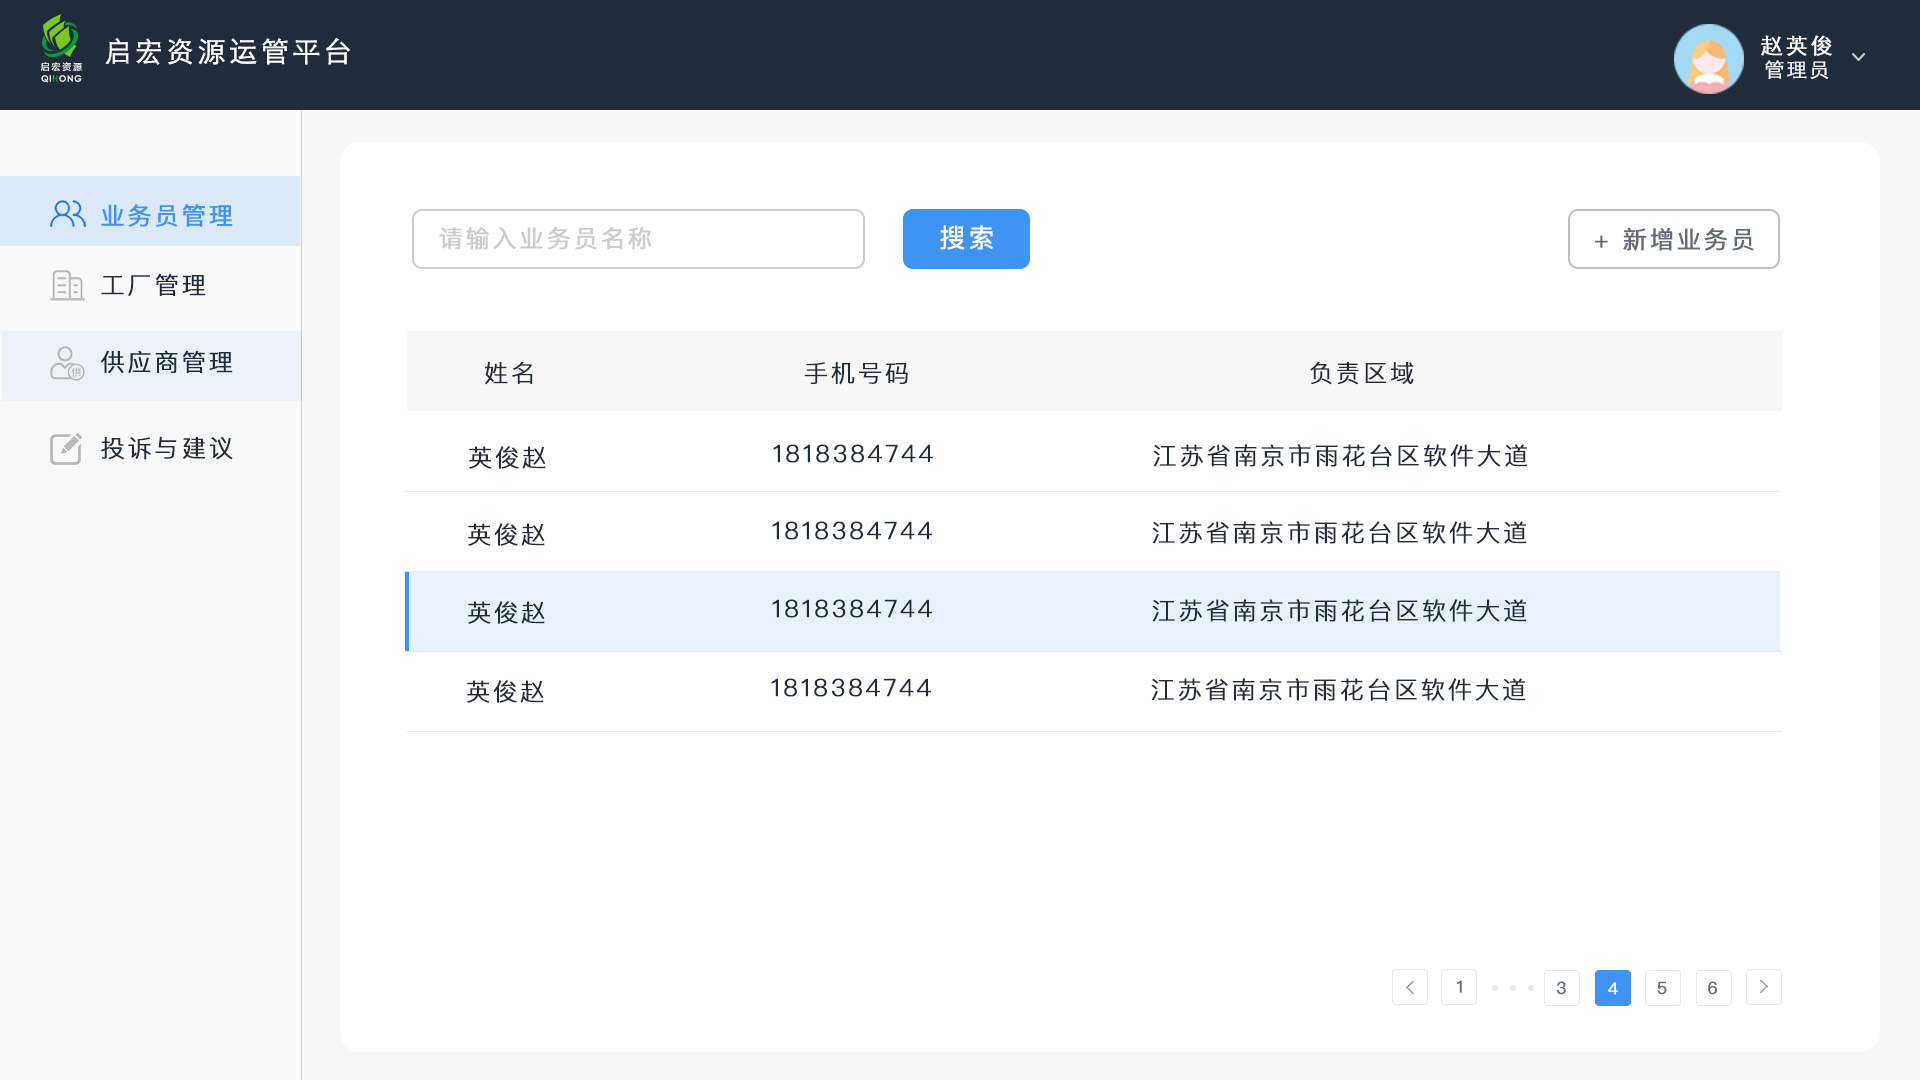 启宏资源
QIHONG
启宏资源运管平台
赵英俊
管理员
业务员管理
工厂管理
供应商管理
供
投诉与建议
请输入业务员名称
搜索
+ 新增业务员
姓名 手机号码 负责区域
英俊赵 1818384744 江苏省南京市雨花台区软件大道
英俊赵 1818384744 江苏省南京市雨花台区软件大道
英俊赵 1818384744 江苏省南京市雨花台区软件大道
英俊赵 1818384744 江苏省南京市雨花台区软件大道
< 1 • • • 3 4 5 6 >